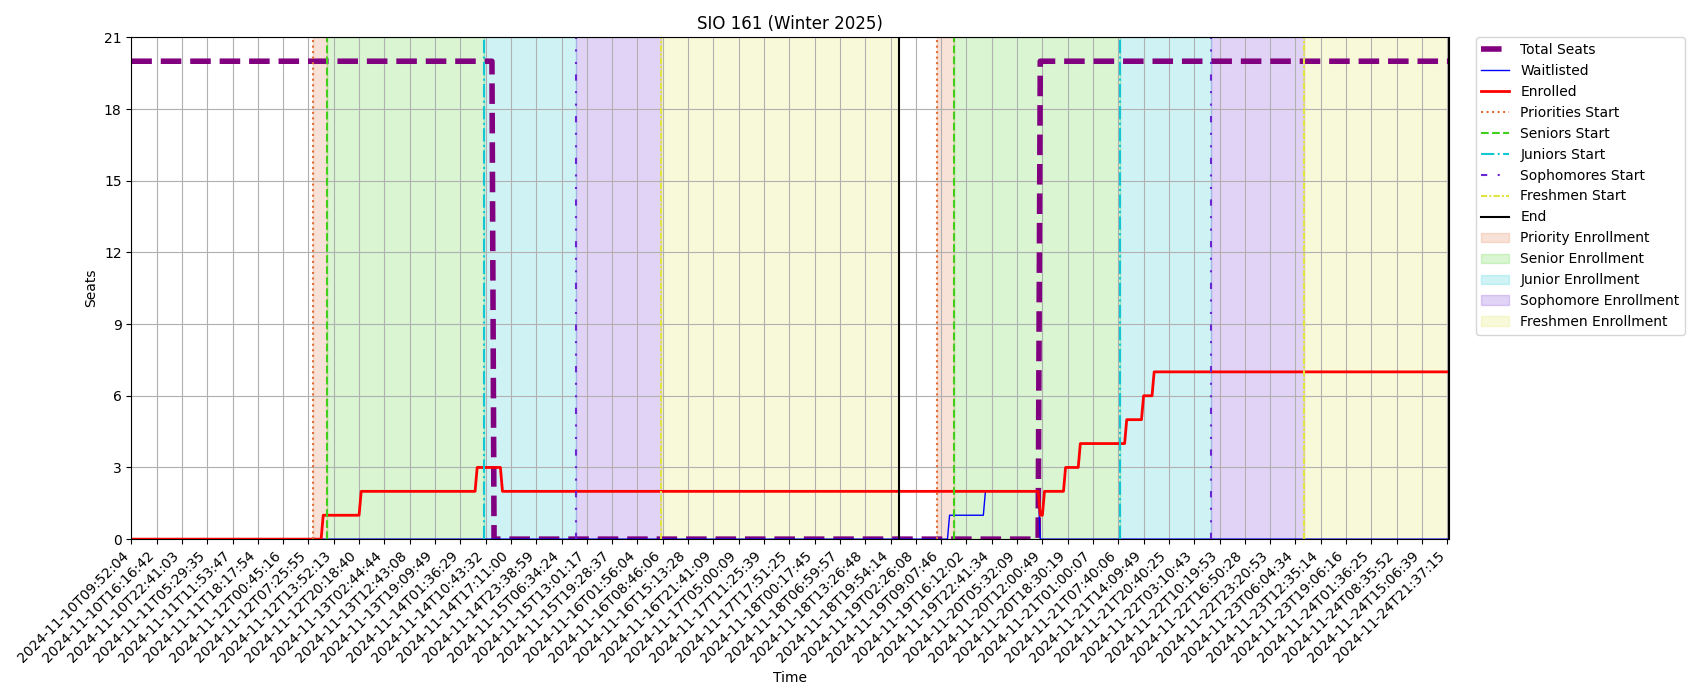 SIO 161 (Winter 2025)
21
18
15
12
9
6
3
0
Seats
2024-11-10T09:52:04
2024-11-10T16:16:42
2024-11-10T22:41:03
2024-11-11T05:29:35
2024-11-11T11:53:47
2024-11-11T18:17:54
2024-11-12T00:45:16
2024-11-12T07:25:55
2024-11-12T13:52:13
2024-11-12T20:18:40
2024-11-13T02:44:44
2024-11-13T12:43:08
2024-11-13T19:09:49
2024-11-14T01:36:29
2024-11-14T10:43:32
2024-11-14T17:11:00
2024-11-14T23:38:59
2024-11-15T06:34:24
2024-11-15T13:01:17
2024-11-15T19:28:37
2024-11-16T01:56:04
2024-11-16T08:46:06
2024-11-16T15:13:28
2024-11-16T21:41:09
2024-11-17T05:00:09
2024-11-17T11:25:39
2024-11-17T17:51:25
2024-11-18T00:17:45
2024-11-18T06:59:57
2024-11-18T13:26:48
2024-11-18T19:54:14
2024-11-19T02:26:08
2024-11-19T09:07:46
2024-11-19T16:12:02
2024-11-19T22:41:34
2024-11-20T05:32:09
2024-11-20T12:00:49
2024-11-20T18:30:19
2024-11-21T01:00:07
2024-11-21T07:40:06
2024-11-21T14:09:49
2024-11-21T20:40:25
2024-11-22T03:10:43
2024-11-22T10:19:53
2024-11-22T16:50:28
2024-11-22T23:20:53
2024-11-23T06:04:34
2024-11-23T12:35:14
2024-11-23T19:06:16
2024-11-24T01:36:25
2024-11-24T08:35:52
2024-11-24T15:06:39
2024-11-24T21:37:15
Time
Total Seats
Waitlisted
Enrolled
Priorities Start
Seniors Start
Juniors Start
Sophomores Start
Freshmen Start
End
Priority Enrollment
Senior Enrollment
Junior Enrollment
Sophomore Enrollment
Freshmen Enrollment